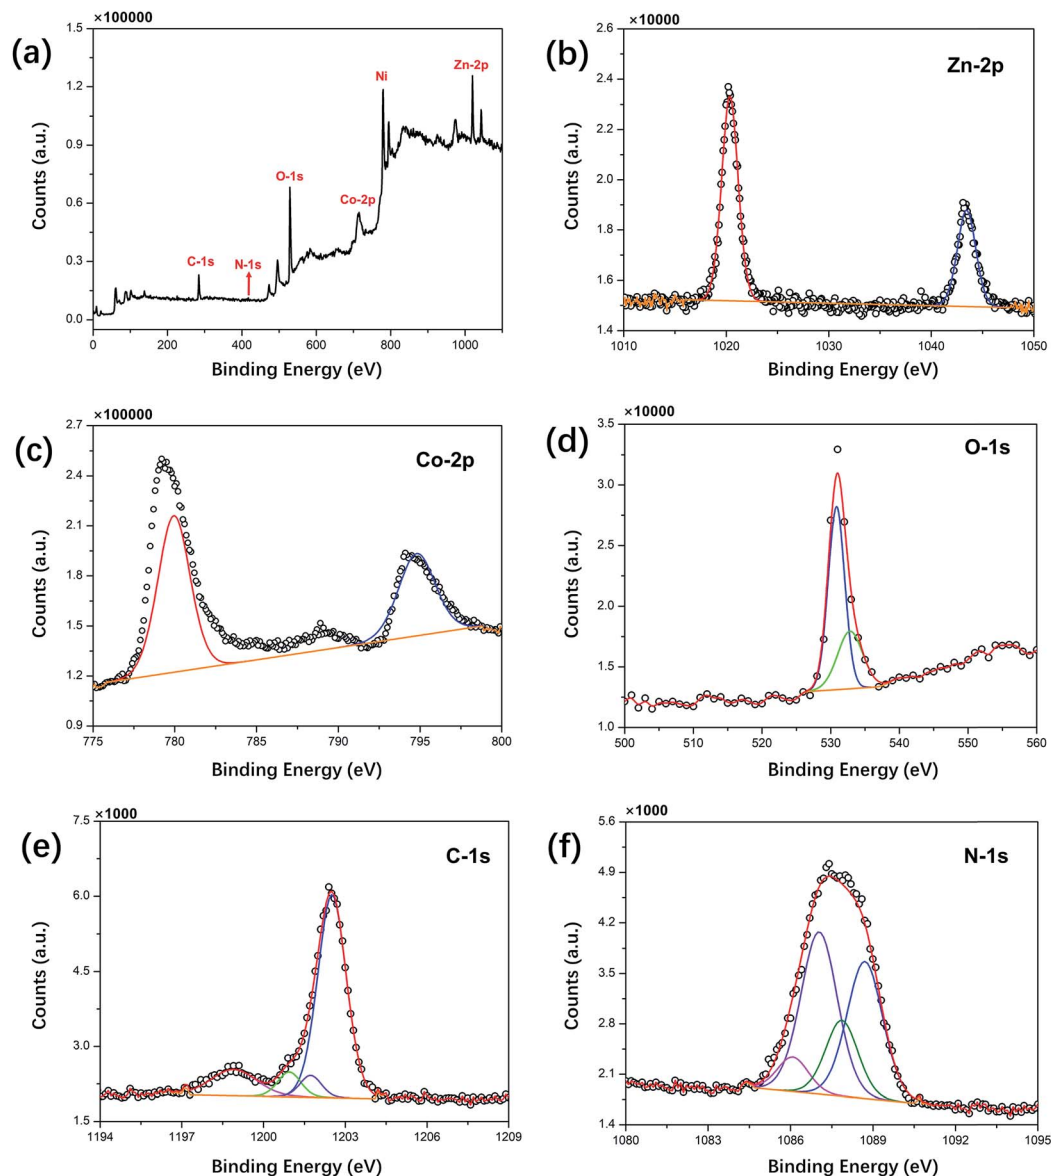 (a)
×100000
1.5
1.2
0.9
0.6
0.3
0.0
Counts (a.u.)
C-1s
N-1s
O-1s
Co-2p
Ni
Zn-2p
0 200 400 600 800 1000
Binding Energy (eV)
(b)
×10000
2.6
2.4
2.2
2.0
1.8
1.6
1.4
Counts (a.u.)
Zn-2p
1010 1020 1030 1040 1050
Binding Energy (eV)
(c)
×100000
2.7
2.4
2.1
1.8
1.5
1.2
0.9
Counts (a.u.)
Co-2p
775 780 785 790 795 800
Binding Energy (eV)
(d)
×10000
3.5
3.0
2.5
2.0
1.5
1.0
Counts (a.u.)
O-1s
500 510 520 530 540 550 560
Binding Energy (eV)
(e)
×1000
7.5
6.0
4.5
3.0
1.5
Counts (a.u.)
C-1s
1194 1197 1200 1203 1206 1209
Binding Energy (eV)
(f)
×1000
5.6
4.9
4.2
3.5
2.8
2.1
1.4
Counts (a.u.)
N-1s
1080 1083 1086 1089 1092 1095
Binding Energy (eV)